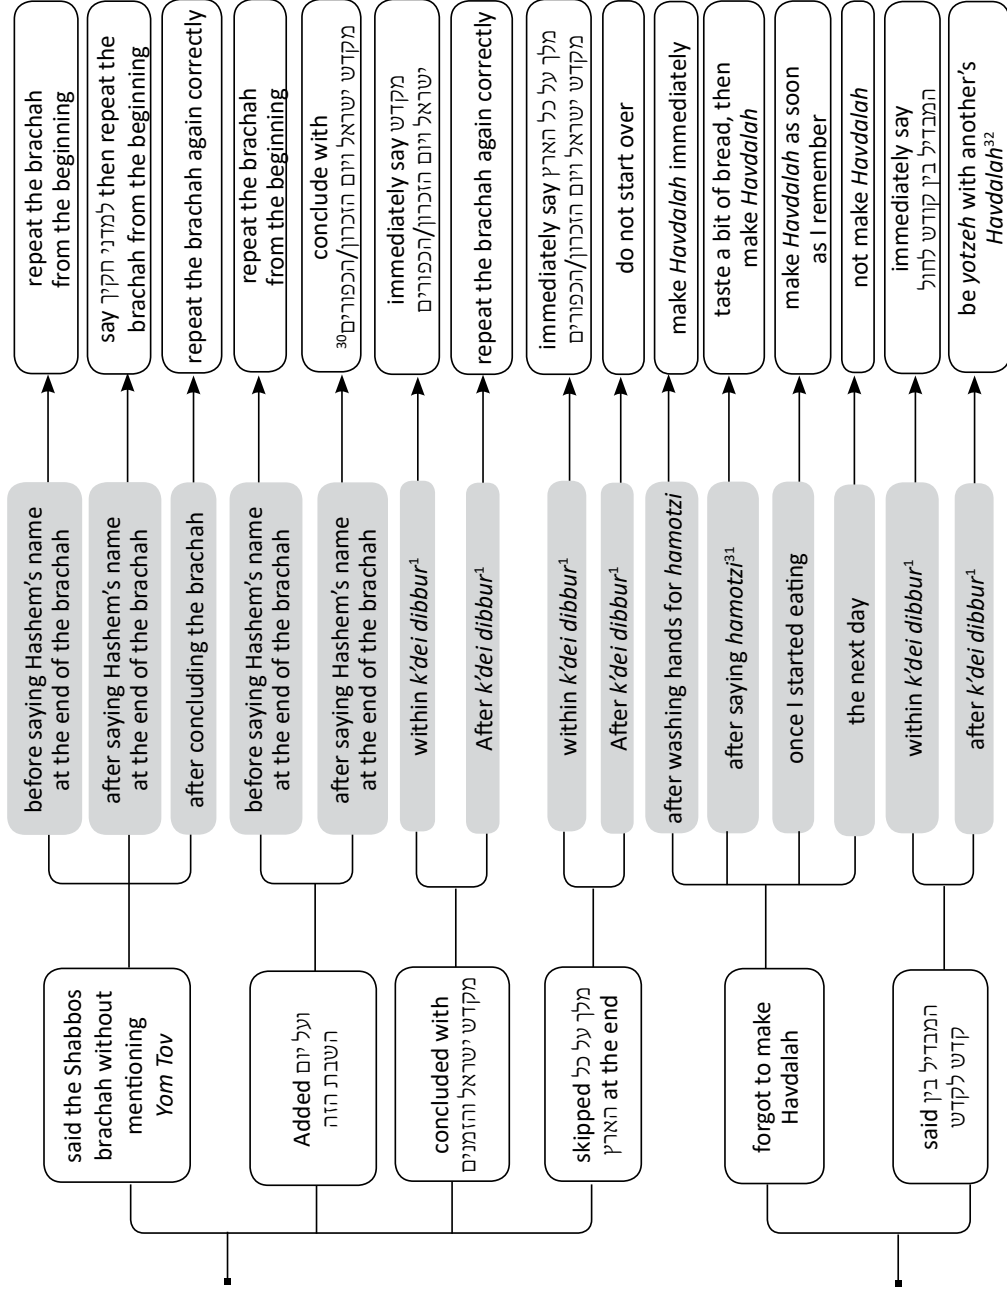 said the Shabbos
brachah without
mentioning
Yom Tov
before saying Hashem's name
at the end of the brachah
repeat the brachah
from the beginning
after saying Hashem's name
at the end of the brachah
say למדני חקיך then repeat the
brachah from the beginning
after concluding the brachah
repeat the brachah again correctly
Added ועל יום
השבת הזה
before saying Hashem's name
at the end of the brachah
repeat the brachah
from the beginning
after saying Hashem's name
at the end of the brachah
conclude with
מקדש ישראל ויום הזכרון/הכפורים30
concluded with
מקדש ישראל והזמנים
within k'dei dibbur1
immediately say מקדש
ישראל ויום הזכרון/הכפורים
After k'dei dibbur1
repeat the brachah again correctly
skipped מלך על כל
הארץ at the end
within k'dei dibbur1
immediately say מלך על כל הארץ
מקדש ישראל ויום הזכרון/הכפורים
After k'dei dibbur1
do not start over
forgot to make
Havdalah
after washing hands for hamotzi
make Havdalah immediately
after saying hamotzi31
taste a bit of bread, then
make Havdalah
once I started eating
make Havdalah as soon
as I remember
the next day
not make Havdalah
said המבדיל בין
קדש לקדש
within k'dei dibbur1
immediately say
המבדיל בין קודש לחול
after k'dei dibbur1
be yotzeh with another's
Havdalah32